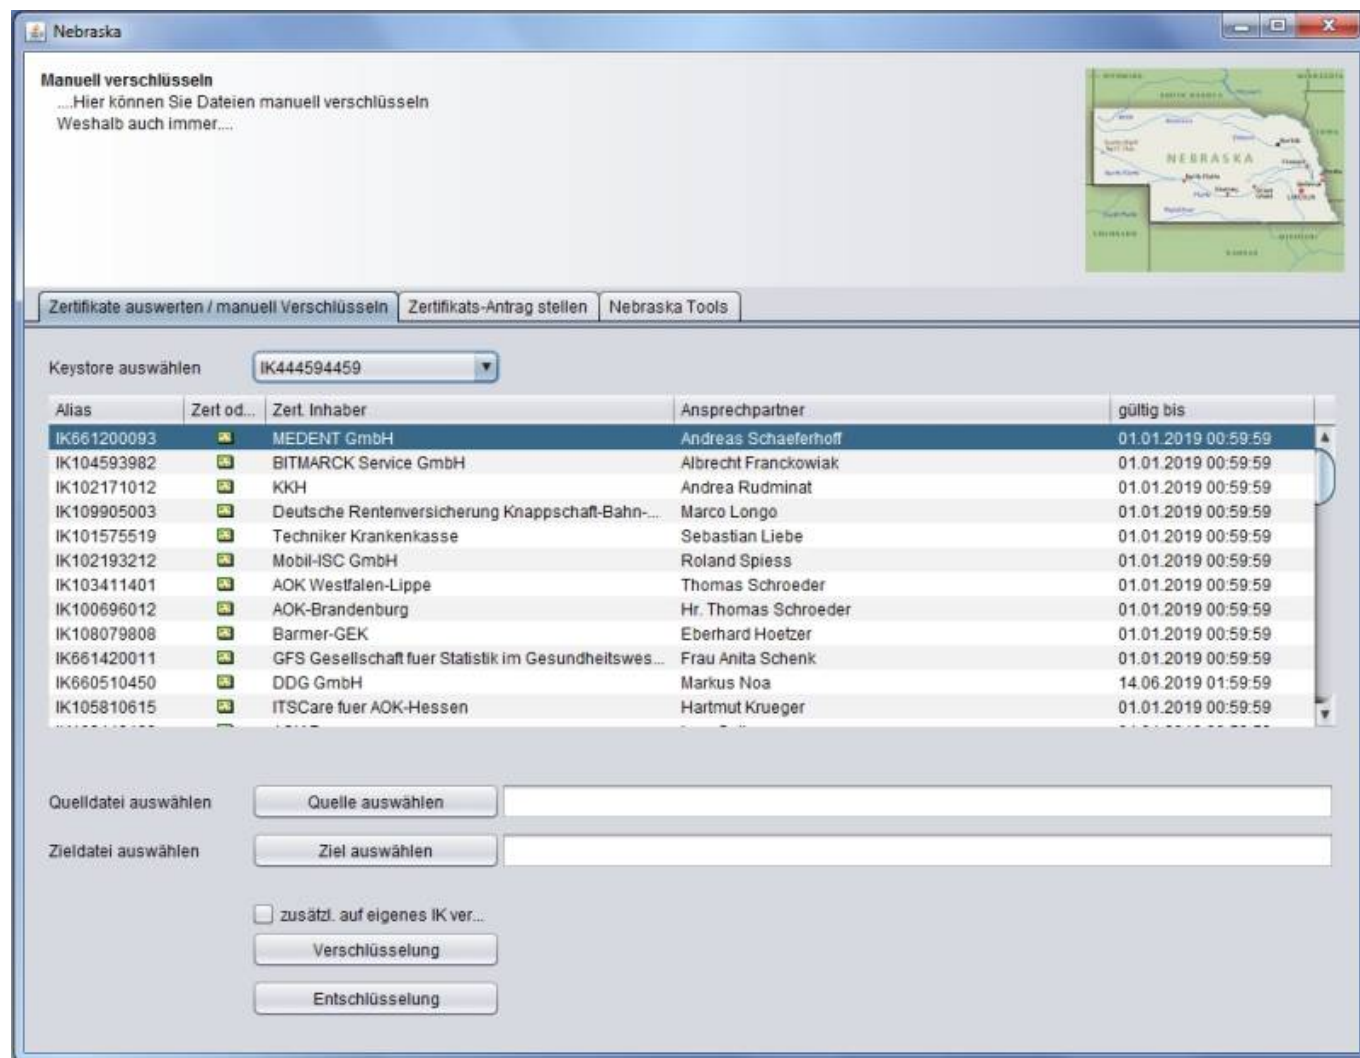 Nebraska
Manuell verschlüsseln
....Hier können Sie Dateien manuell verschlüsseln
Weshalb auch immer....
NEBRASKA
LINCOLN
Zertifikate auswerten / manuell Verschlüsseln Zertifikats-Antrag stellen Nebraska Tools
Keystore auswählen IK444594459
Alias Zert od... Zert. Inhaber Ansprechpartner gültig bis
IK661200093 MEDENT GmbH Andreas Schaeferhoff 01.01.2019 00:59:59
IK104593982 BITMARCK Service GmbH Albrecht Franckowiak 01.01.2019 00:59:59
IK102171012 KKH Andrea Rudminat 01.01.2019 00:59:59
IK109905003 Deutsche Rentenversicherung Knappschaft-Bahn-... Marco Longo 01.01.2019 00:59:59
IK101575519 Techniker Krankenkasse Sebastian Liebe 01.01.2019 00:59:59
IK102193212 Mobil-ISC GmbH Roland Spiess 01.01.2019 00:59:59
IK103411401 AOK Westfalen-Lippe Thomas Schroeder 01.01.2019 00:59:59
IK100696012 AOK-Brandenburg Hr. Thomas Schroeder 01.01.2019 00:59:59
IK108079808 Barmer-GEK Eberhard Hoetzer 01.01.2019 00:59:59
IK661420011 GFS Gesellschaft fuer Statistik im Gesundheitswes... Frau Anita Schenk 01.01.2019 00:59:59
IK660510450 DDG GmbH Markus Noa 14.06.2019 01:59:59
IK105810615 ITSCare fuer AOK-Hessen Hartmut Krueger 01.01.2019 00:59:59
Quelldatei auswählen Quelle auswählen
Zieldatei auswählen Ziel auswählen
zusätzl. auf eigenes IK ver...
Verschlüsselung
Entschlüsselung